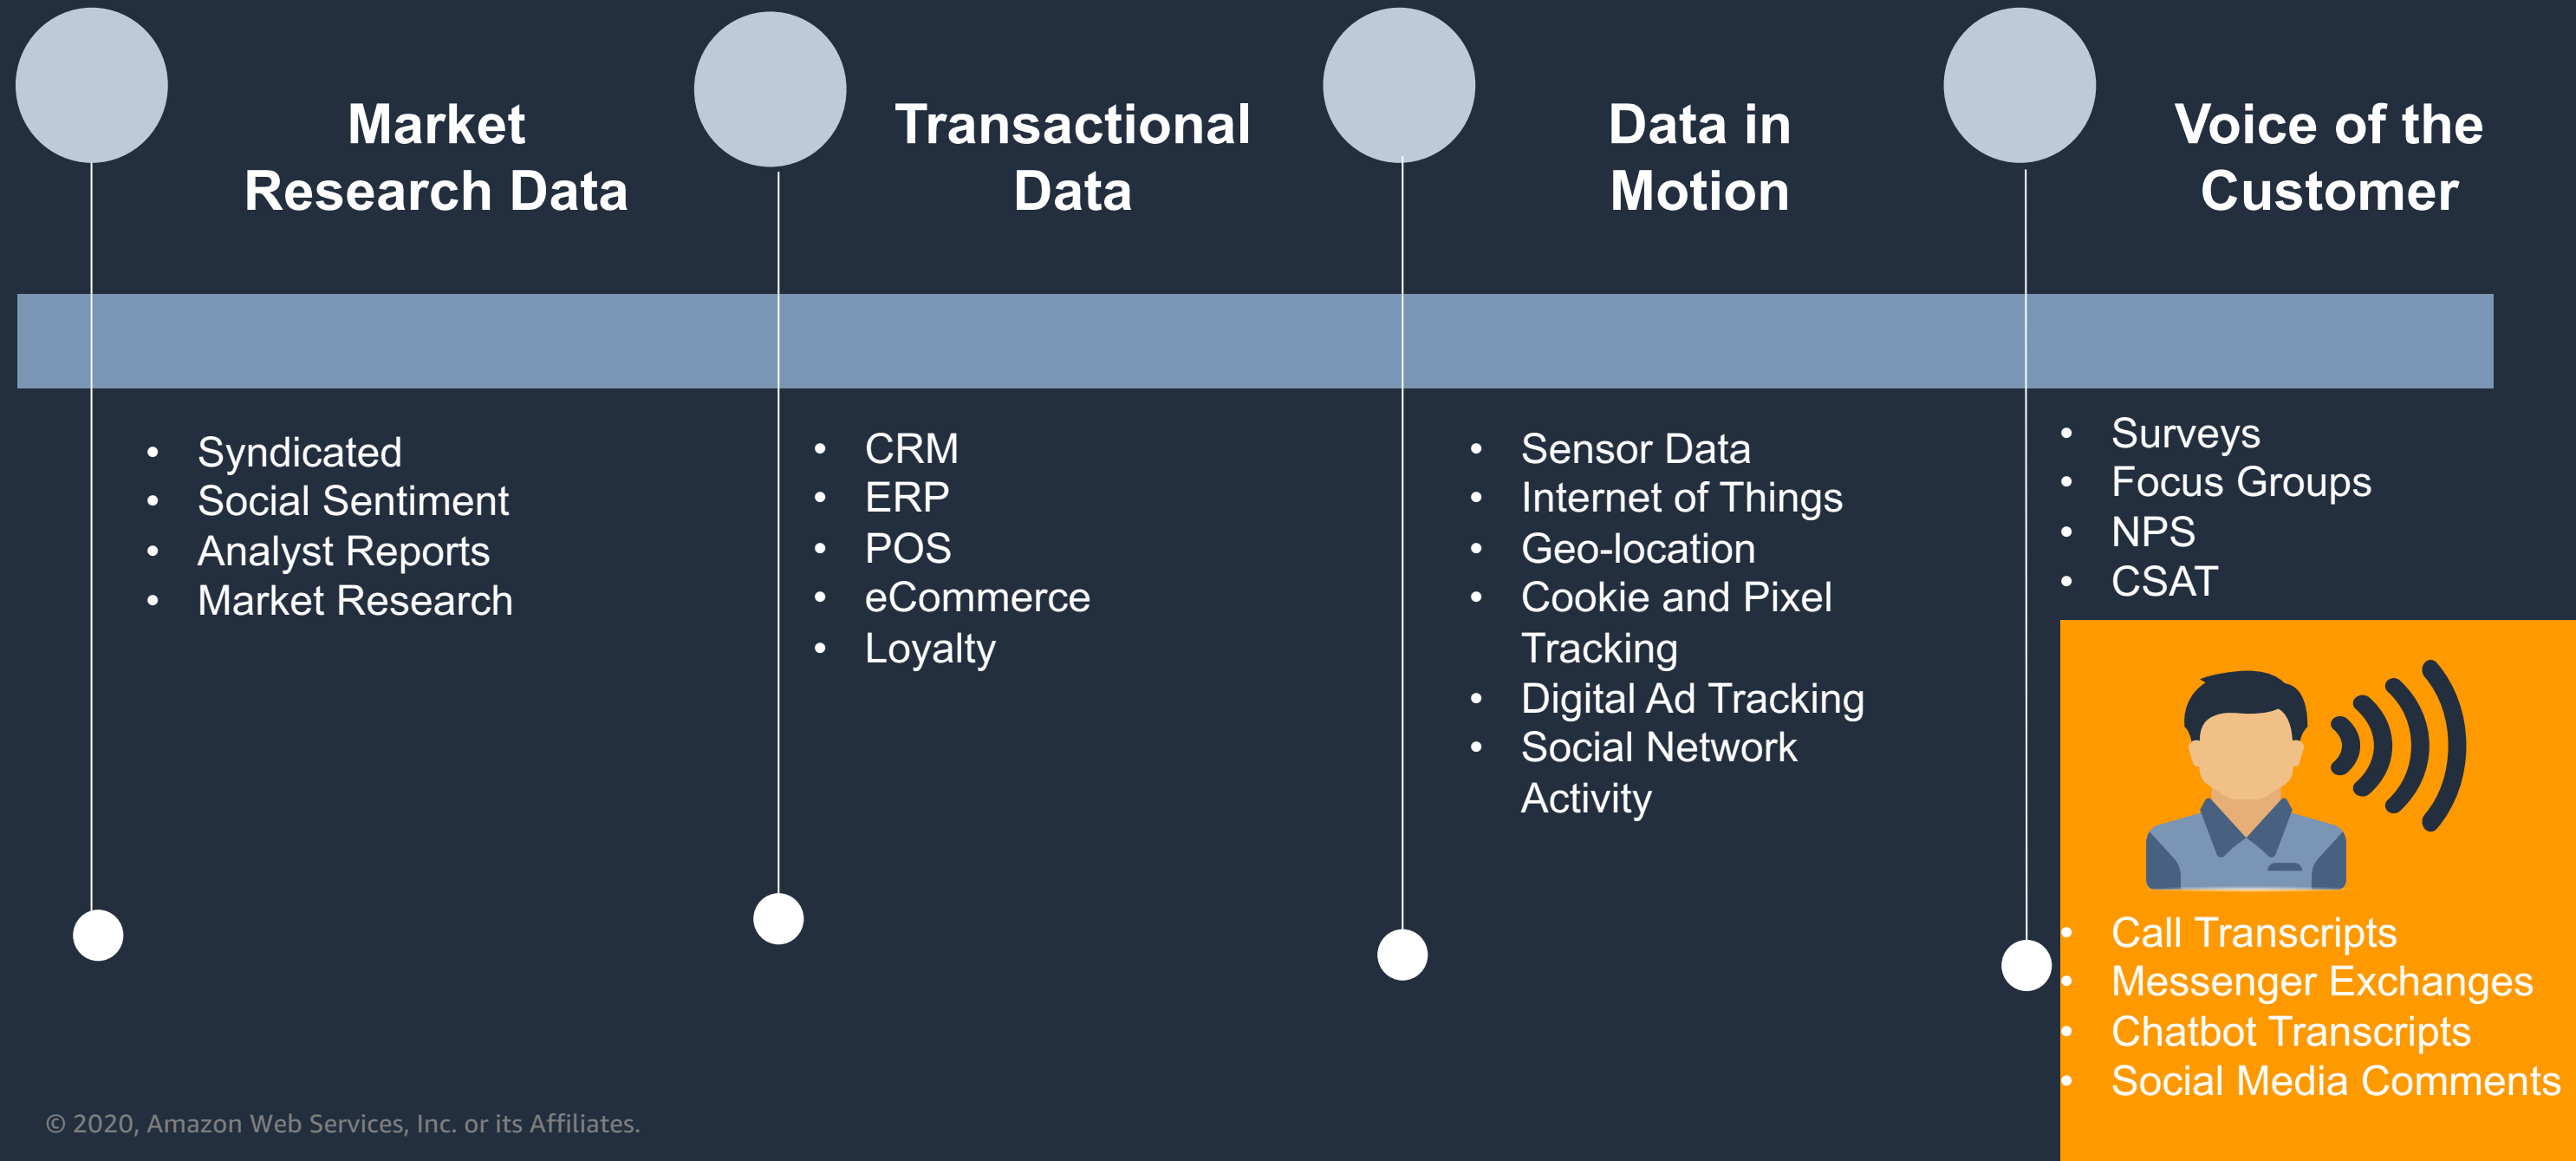 Market
Research Data
• Syndicated
• Social Sentiment
• Analyst Reports
• Market Research
Transactional
Data
• CRM
• ERP
• POS
• eCommerce
• Loyalty
Data in
Motion
• Sensor Data
• Internet of Things
• Geo-location
• Cookie and Pixel
Tracking
• Digital Ad Tracking
• Social Network
Activity
Voice of the
Customer
• Surveys
• Focus Groups
• NPS
• CSAT
• Call Transcripts
• Messenger Exchanges
• Chatbot Transcripts
• Social Media Comments
© 2020, Amazon Web Services, Inc. or its Affiliates.